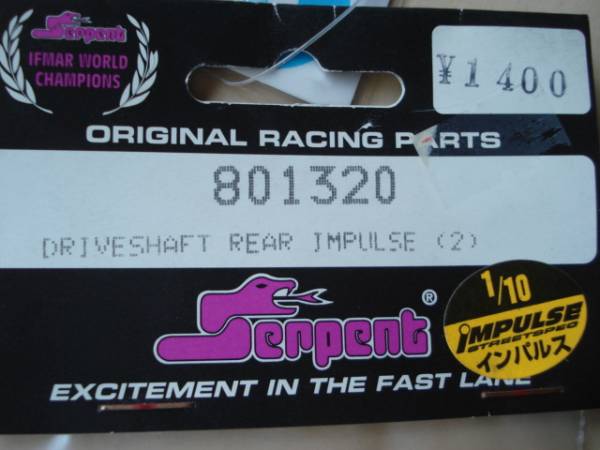 Serpent
IFMAR WORLD
CHAMPIONS
¥1400
ORIGINAL RACING PARTS
801320
DRIVESHAFT REAR IMPULSE (2)
Serpent®
1/10
iMPULSE
STREETSPEC
インパルス
EXCITEMENT IN THE FAST LANE